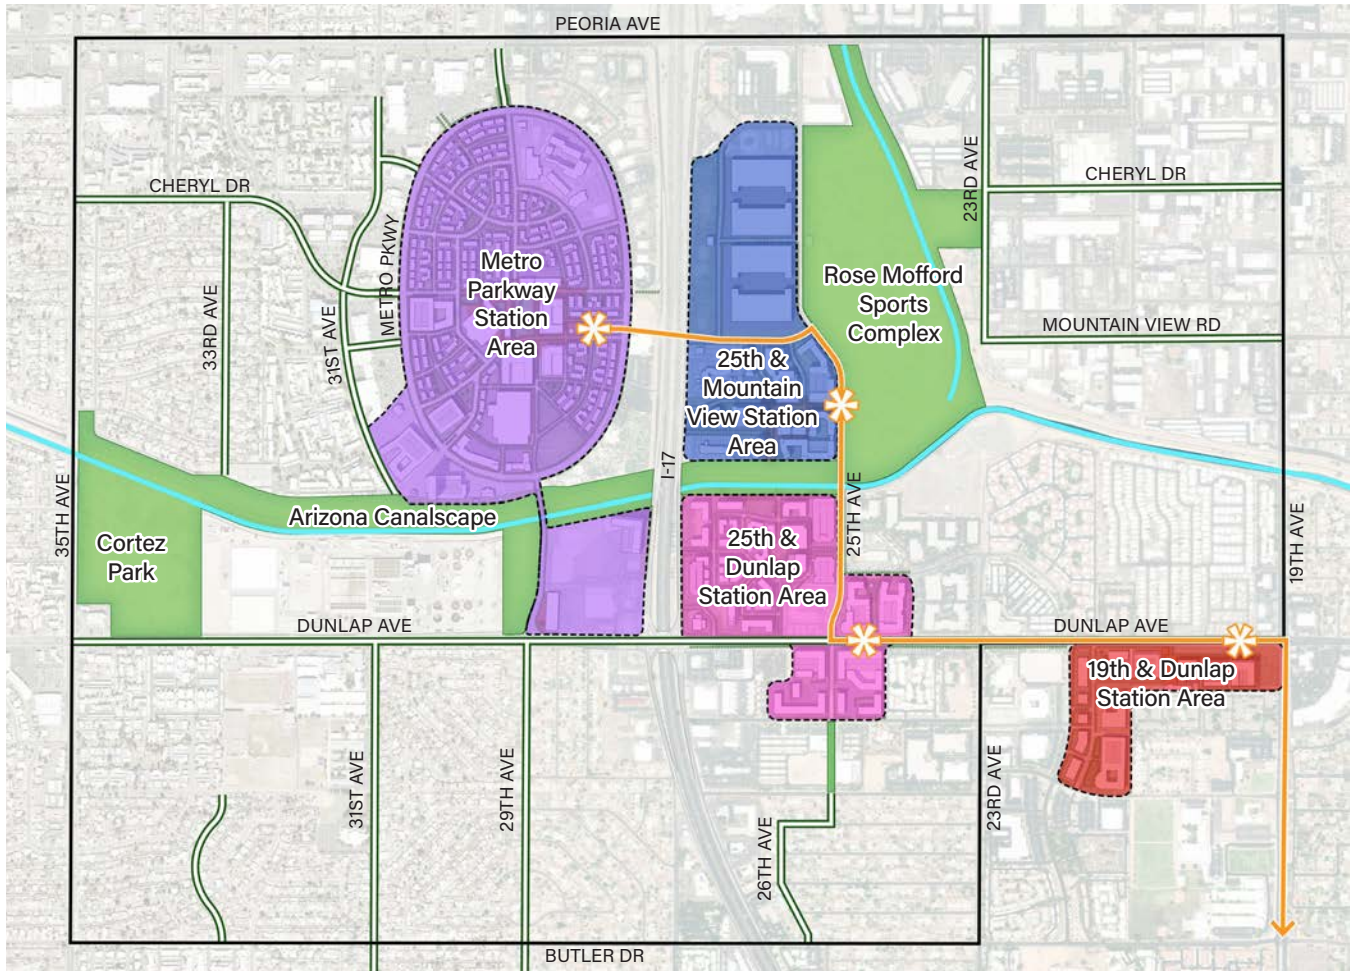 PEORIA AVE
CHERYL DR
CHERYL DR
23RD AVE
METRO PKWY
Metro
Parkway
Station
Area
Rose Mofford
Sports
Complex
33RD AVE
31ST AVE
MOUNTAIN VIEW RD
25th &
Mountain
View Station
Area
I-17
35TH AVE
Arizona Canalscape
25TH AVE
19TH AVE
Cortez
Park
25th &
Dunlap
Station Area
DUNLAP AVE
DUNLAP AVE
19th & Dunlap
Station Area
31ST AVE
29TH AVE
26TH AVE
23RD AVE
BUTLER DR